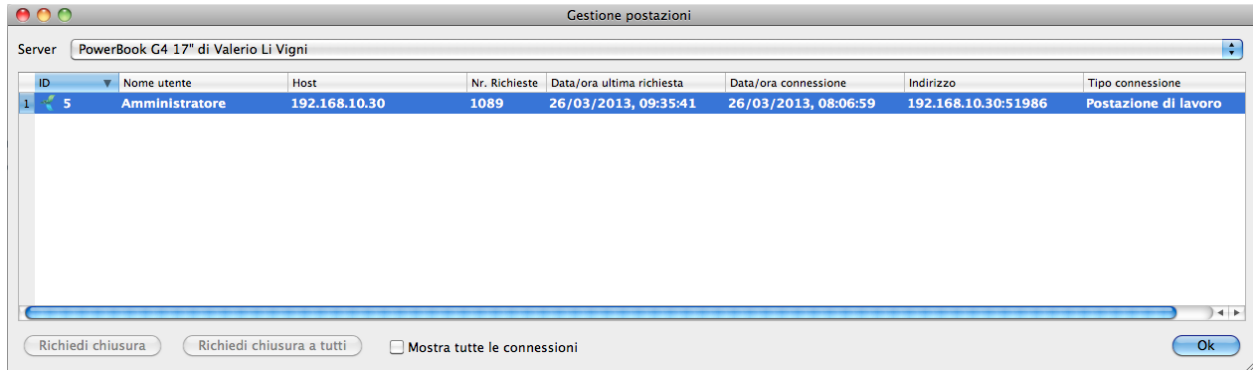 Gestione postazioni
Server PowerBook G4 17" di Valerio Li Vigni
ID Nome utente Host Nr. Richieste Data/ora ultima richiesta Data/ora connessione Indirizzo Tipo connessione
1 5 Amministratore 192.168.10.30 1089 26/03/2013, 09:35:41 26/03/2013, 08:06:59 192.168.10.30:51986 Postazione di lavoro
Richiedi chiusura Richiedi chiusura a tutti Mostra tutte le connessioni Ok